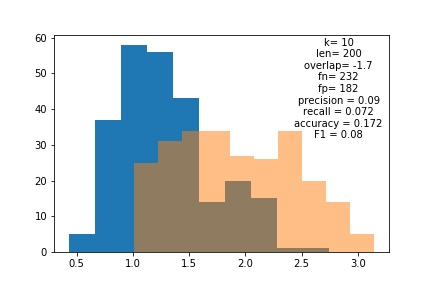 k= 10
len= 200
overlap= -1.7
fn= 232
fp= 182
precision = 0.09
recall = 0.072
accuracy = 0.172
F1 = 0.08
60
50
40
30
20
10
0
0.5 1.0 1.5 2.0 2.5 3.0